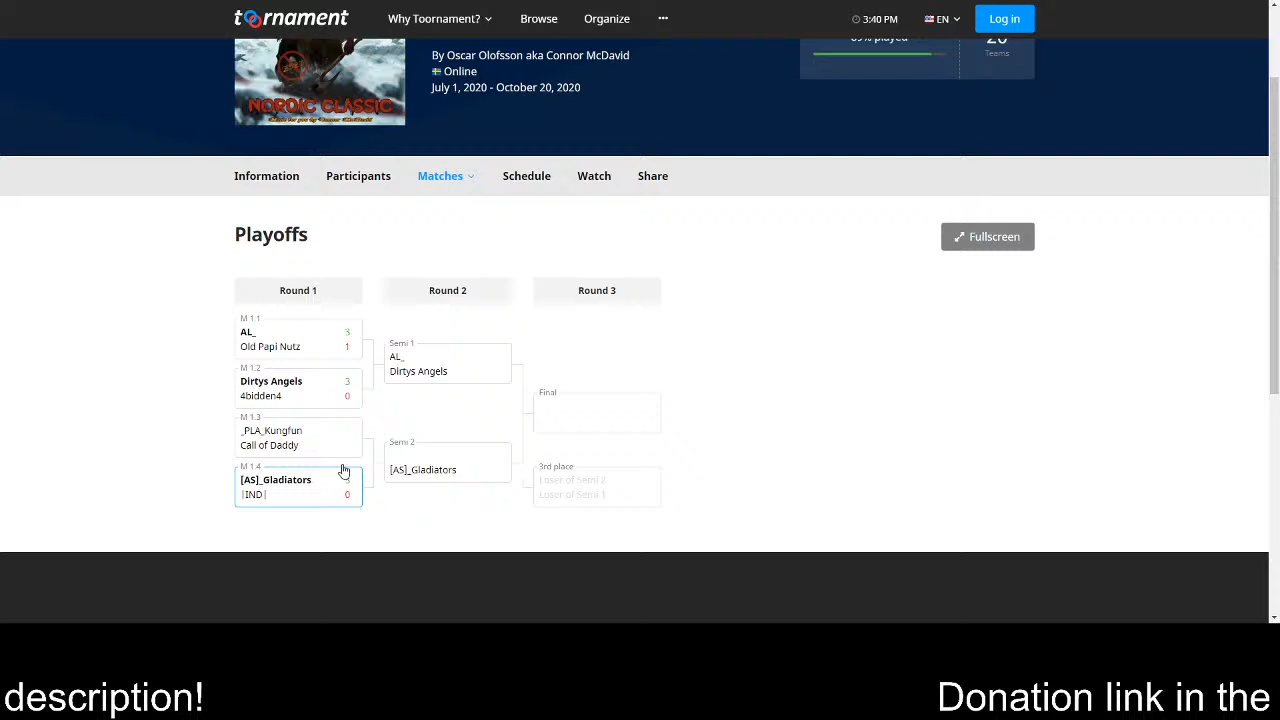 toornament
Why Toornament?
Browse
Organize
•••
3:40 PM
EN
Log in
By Oscar Olofsson aka Connor McDavid
Online
July 1, 2020 - October 20, 2020
NORDIC CLASSIC
played
Teams
Information
Participants
Matches
Schedule
Watch
Share
Playoffs
Fullscreen
Round 1
Round 2
Round 3
M 1.1
AL_ 3
Old Papi Nutz 1
M 1.2
Dirtys Angels 3
4bidden4 0
M 1.3
_PLA_Kungfun
Call of Daddy
M 1.4
[AS]_Gladiators
|IND| 0
Semi 1
AL_
Dirtys Angels
Semi 2
[AS]_Gladiators
Final
3rd place
Loser of Semi 2
Loser of Semi 1
description!
Donation link in the